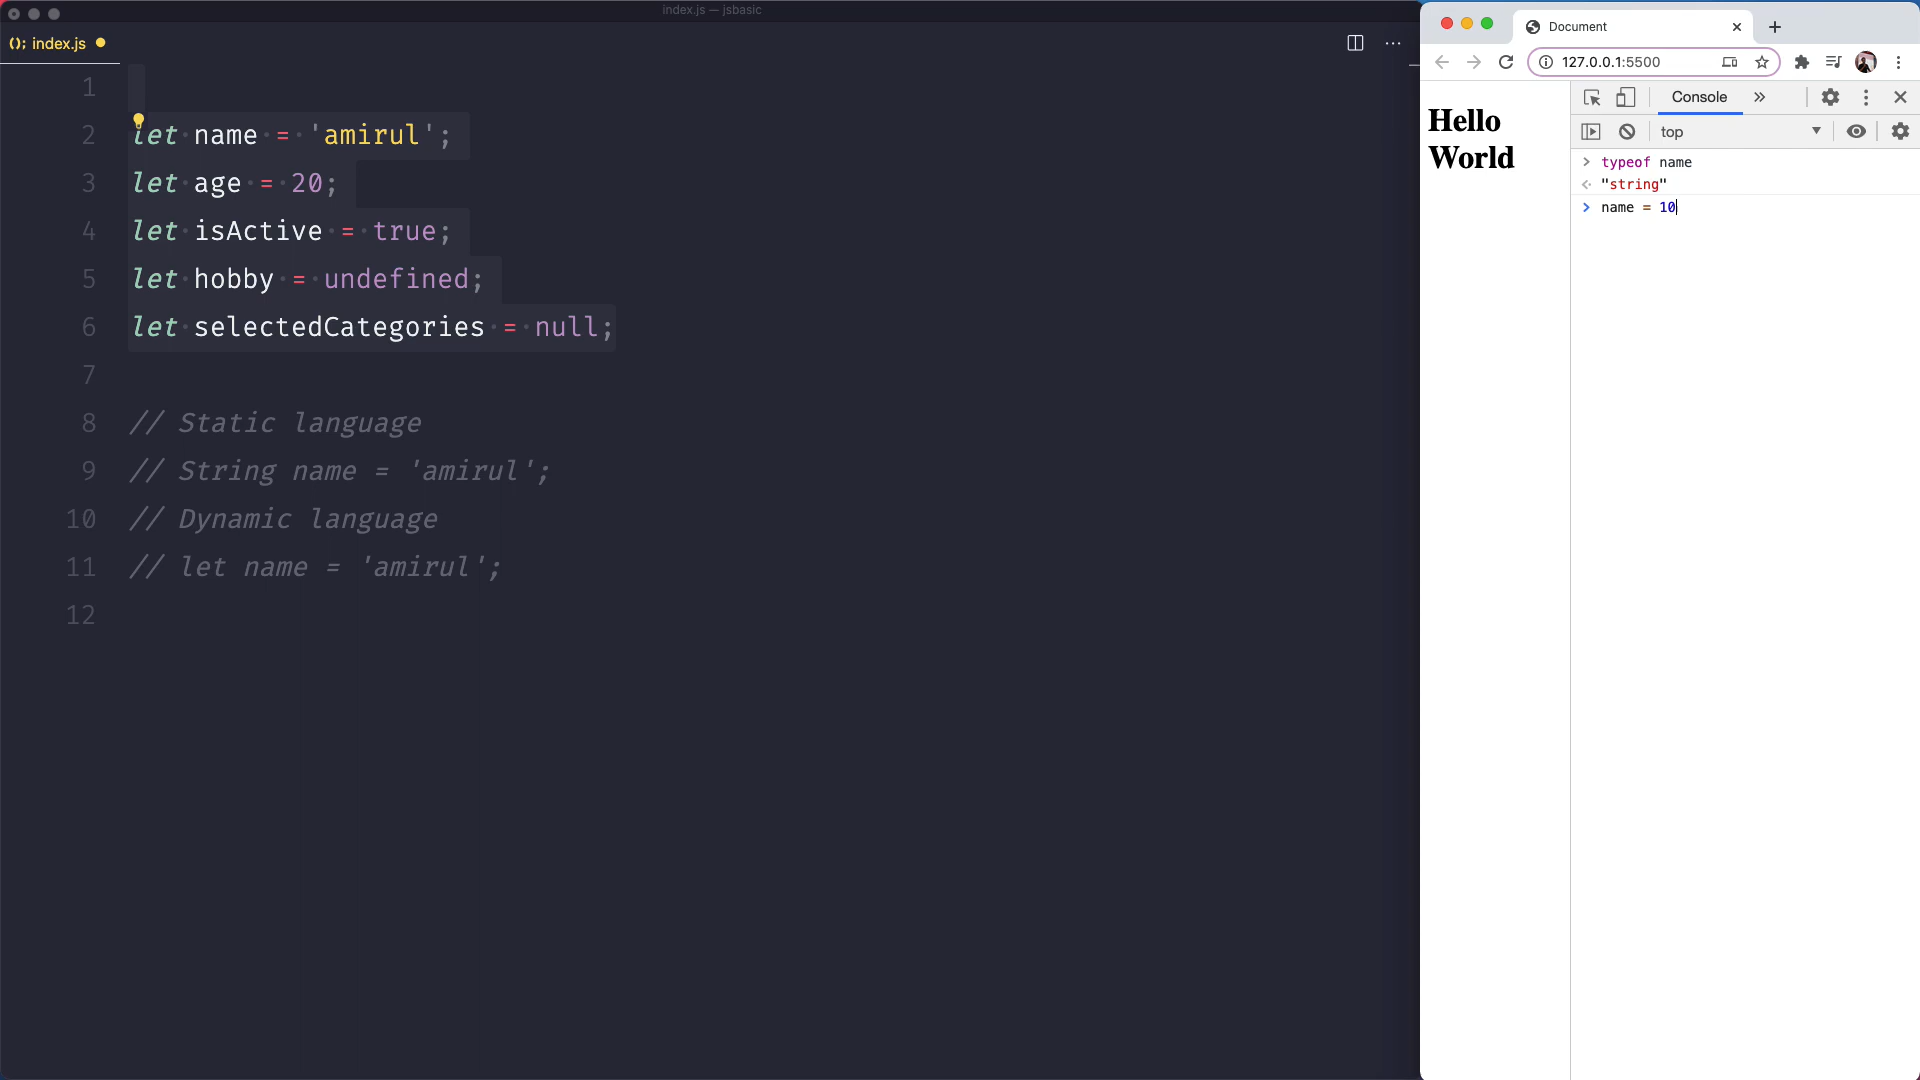 index.js — jsbasic
(); index.js
1
2 let name = 'amirul';
3 let age = 20;
4 let isActive = true;
5 let hobby = undefined;
6 let selectedCategories = null;
7
8 // Static language
9 // String name = 'amirul';
10 // Dynamic language
11 // let name = 'amirul';
12
Document
127.0.0.1:5500
Hello
World
Console
top
> typeof name
"string"
> name = 10